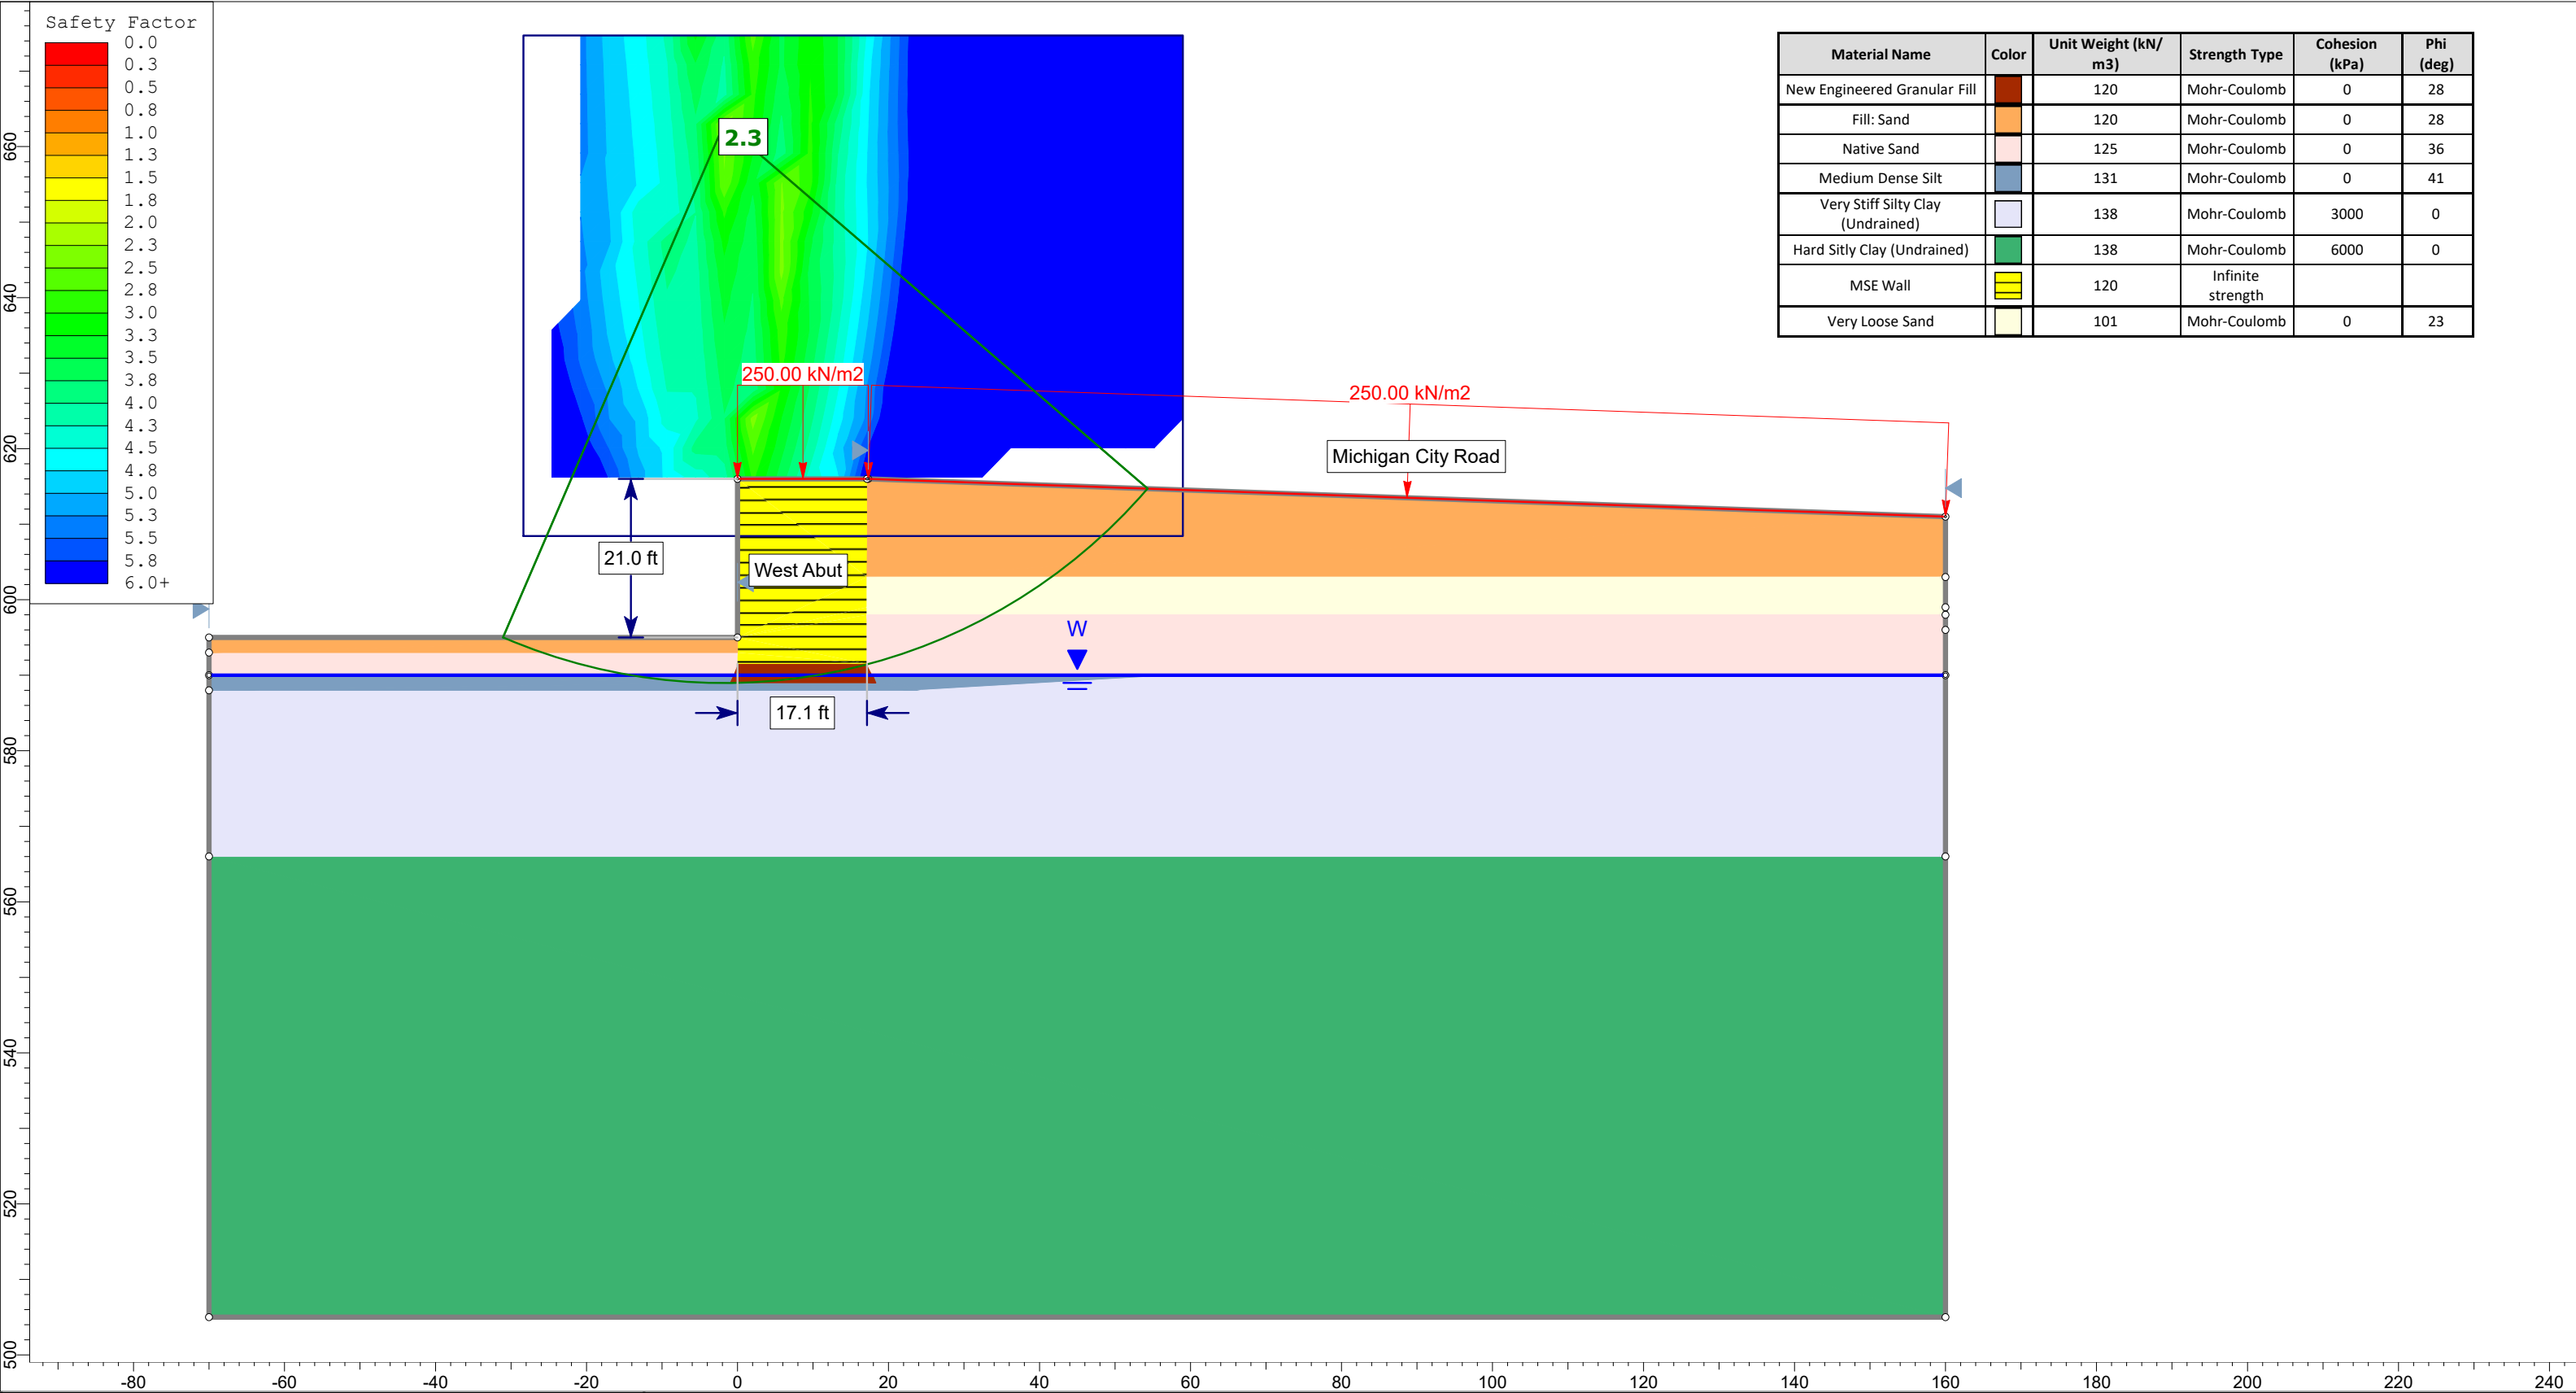 Safety Factor
0.0
0.3
0.5
0.8
1.0
1.3
1.5
1.8
2.0
2.3
2.5
2.8
3.0
3.3
3.5
3.8
4.0
4.3
4.5
4.8
5.0
5.3
5.5
5.8
6.0+
2.3
Material Name Color Unit Weight (kN/m3) Strength Type Cohesion (kPa) Phi (deg)
New Engineered Granular Fill 120 Mohr-Coulomb 0 28
Fill: Sand 120 Mohr-Coulomb 0 28
Native Sand 125 Mohr-Coulomb 0 36
Medium Dense Silt 131 Mohr-Coulomb 0 41
Very Stiff Silty Clay (Undrained) 138 Mohr-Coulomb 3000 0
Hard Sitly Clay (Undrained) 138 Mohr-Coulomb 6000 0
MSE Wall 120 Infinite strength
Very Loose Sand 101 Mohr-Coulomb 0 23
250.00 kN/m2
250.00 kN/m2
Michigan City Road
21.0 ft
West Abut
W
17.1 ft
660
640
620
600
580
560
540
520
500
-80 -60 -40 -20 0 20 40 60 80 100 120 140 160 180 200 220 240